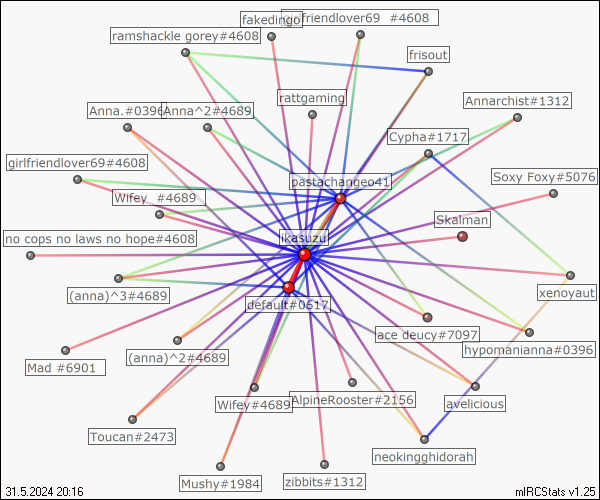 fakedingo
girlfriendlover69 #4608
ramshackle gorey#4608
frisout
rattgaming
Annarchist#1312
Anna.#0396
Anna^2#4689
Cypha#1717
girlfriendlover69#4608
pastachangeo41
Soxy Foxy#5076
Wifey_#4689
Skalman
no cops no laws no hope#4608
ikasuzu
(anna)^3#4689
default#0617
xenoyaut
ace deucy#7097
hypomanianna#0396
(anna)^2#4689
Mad #6901
Wifey#4689
AlpineRooster#2156
avelicious
Toucan#2473
neokingghidorah
Mushy#1984
zibbits#1312
31.5.2024 20:16
mIRCStats v1.25